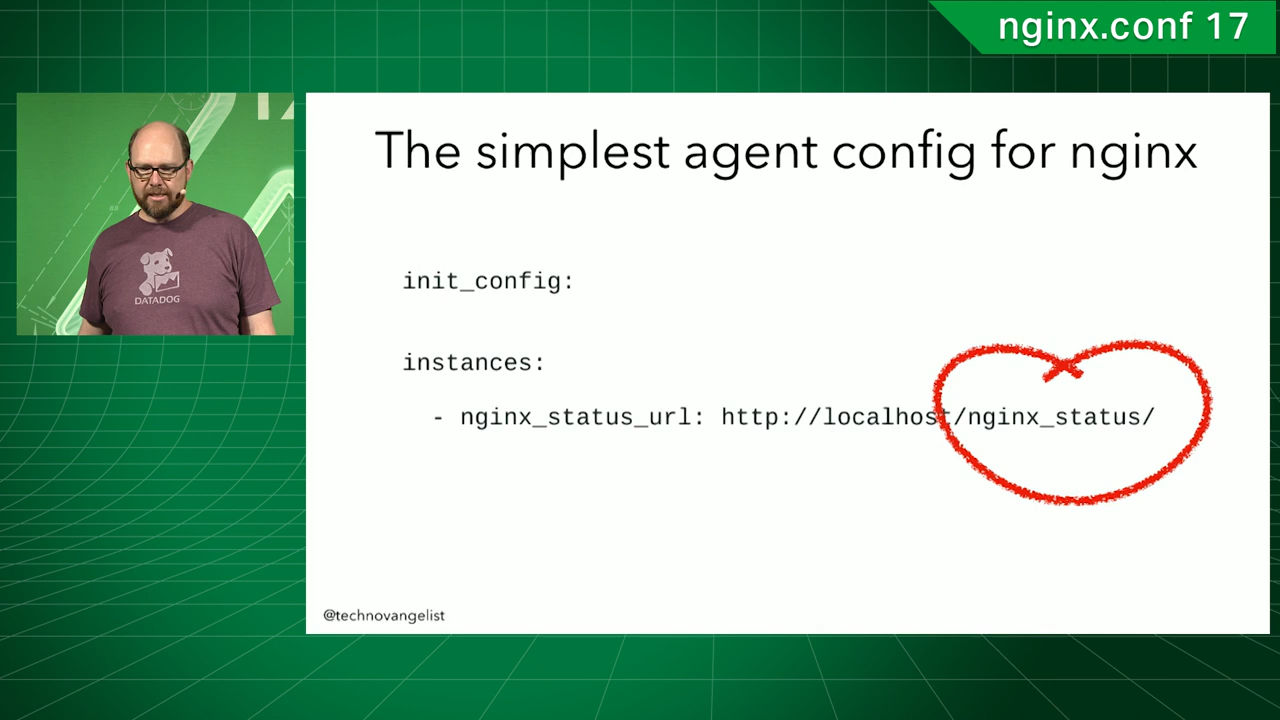 nginx.conf 17
The simplest agent config for nginx
DATADOG
init_config:
instances:
- nginx_status_url: http://localhost/nginx_status/
@technovangelist